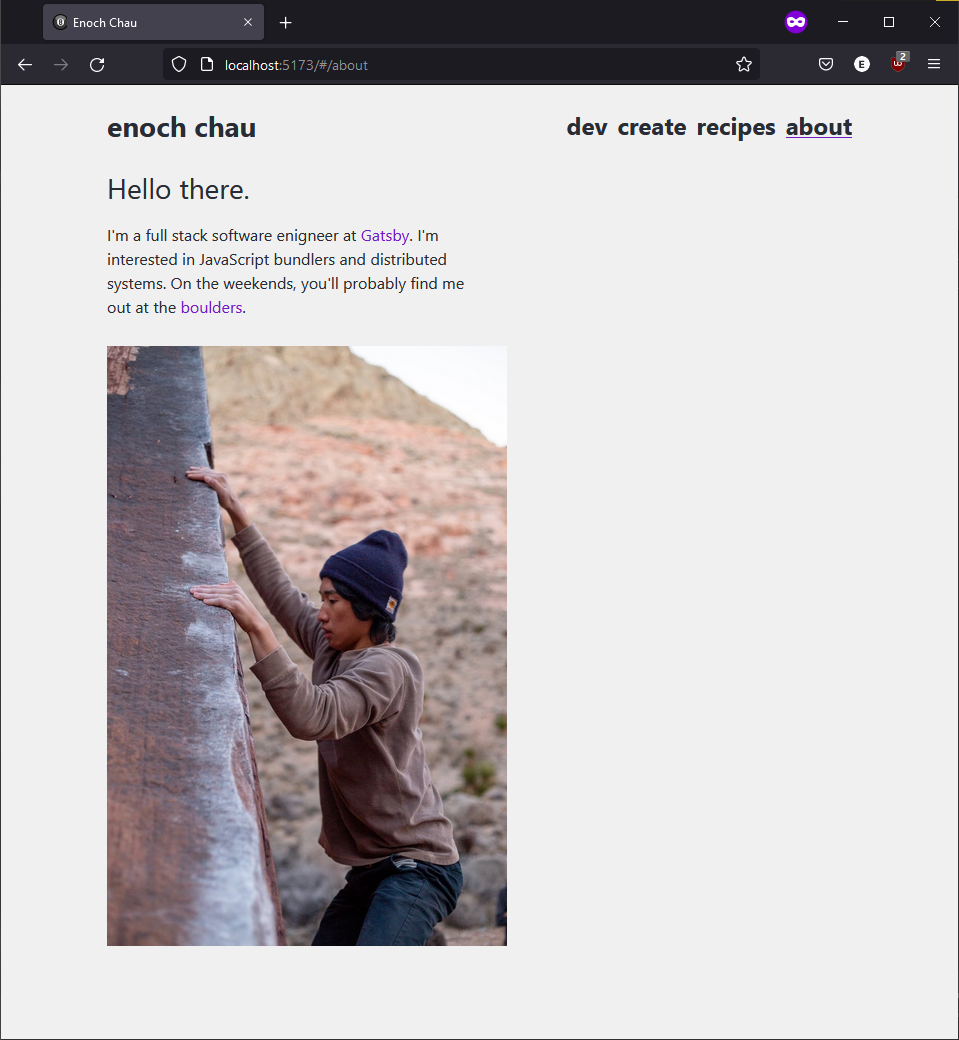 Enoch Chau
localhost:5173/#/about
E
2
enoch chau
dev create recipes about
Hello there.
I'm a full stack software enigneer at Gatsby. I'm
interested in JavaScript bundlers and distributed
systems. On the weekends, you'll probably find me
out at the boulders.